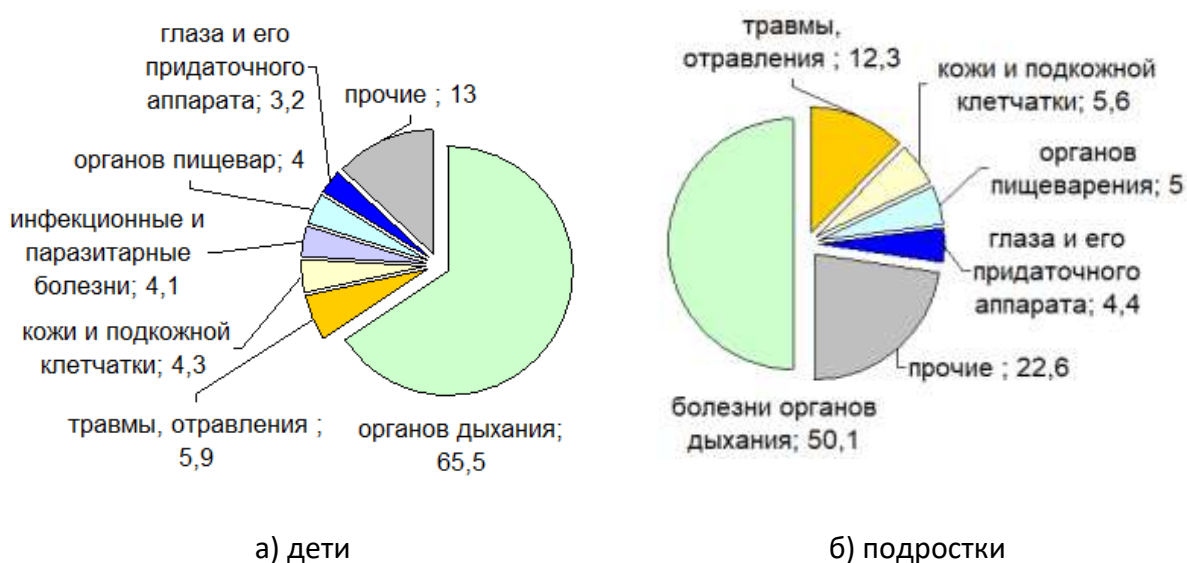 глаза и его
придаточного
аппарата; 3,2
прочие ; 13
органов пищевар; 4
инфекционные и
паразитарные
болезни; 4,1
кожи и подкожной
клетчатки; 4,3
травмы, отравления ;
5,9
органов дыхания;
65,5
а) дети
травмы,
отравления ; 12,3
кожи и подкожной
клетчатки; 5,6
органов
пищеварения; 5
глаза и его
придаточного
аппарата; 4,4
прочие ; 22,6
болезни органов
дыхания; 50,1
б) подростки